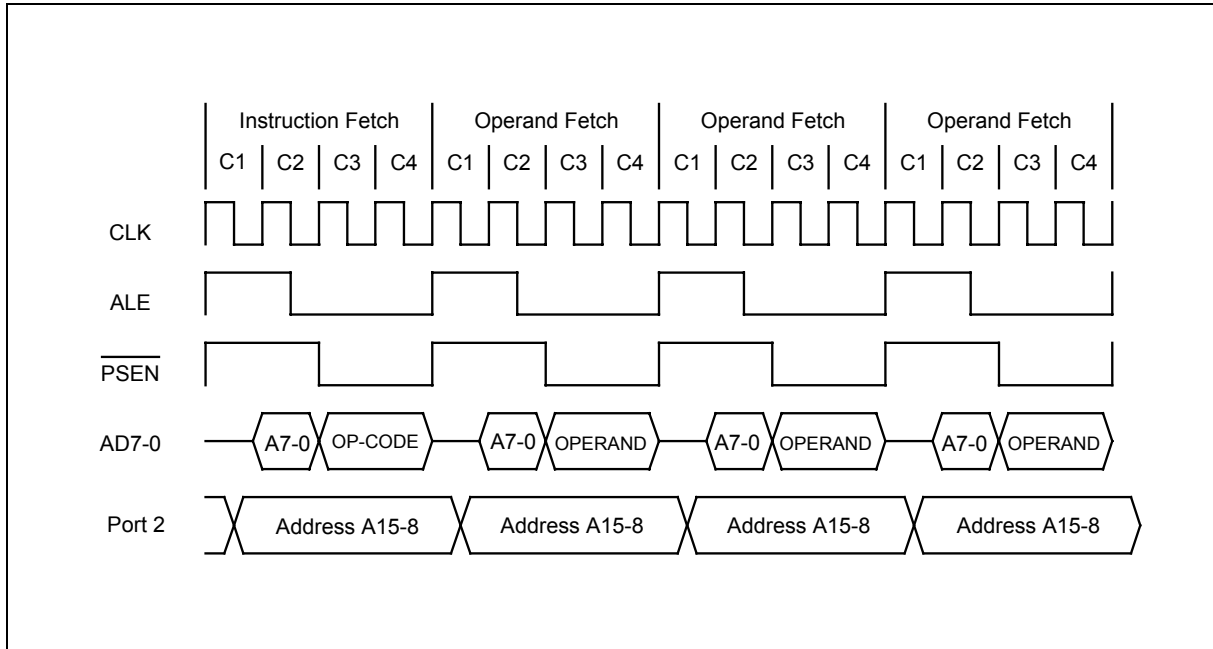 Instruction Fetch Operand Fetch Operand Fetch Operand Fetch
C1 C2 C3 C4 C1 C2 C3 C4 C1 C2 C3 C4 C1 C2 C3 C4
CLK
ALE
PSEN
AD7-0 A7-0 OP-CODE A7-0 OPERAND A7-0 OPERAND A7-0 OPERAND
Port 2 Address A15-8 Address A15-8 Address A15-8 Address A15-8